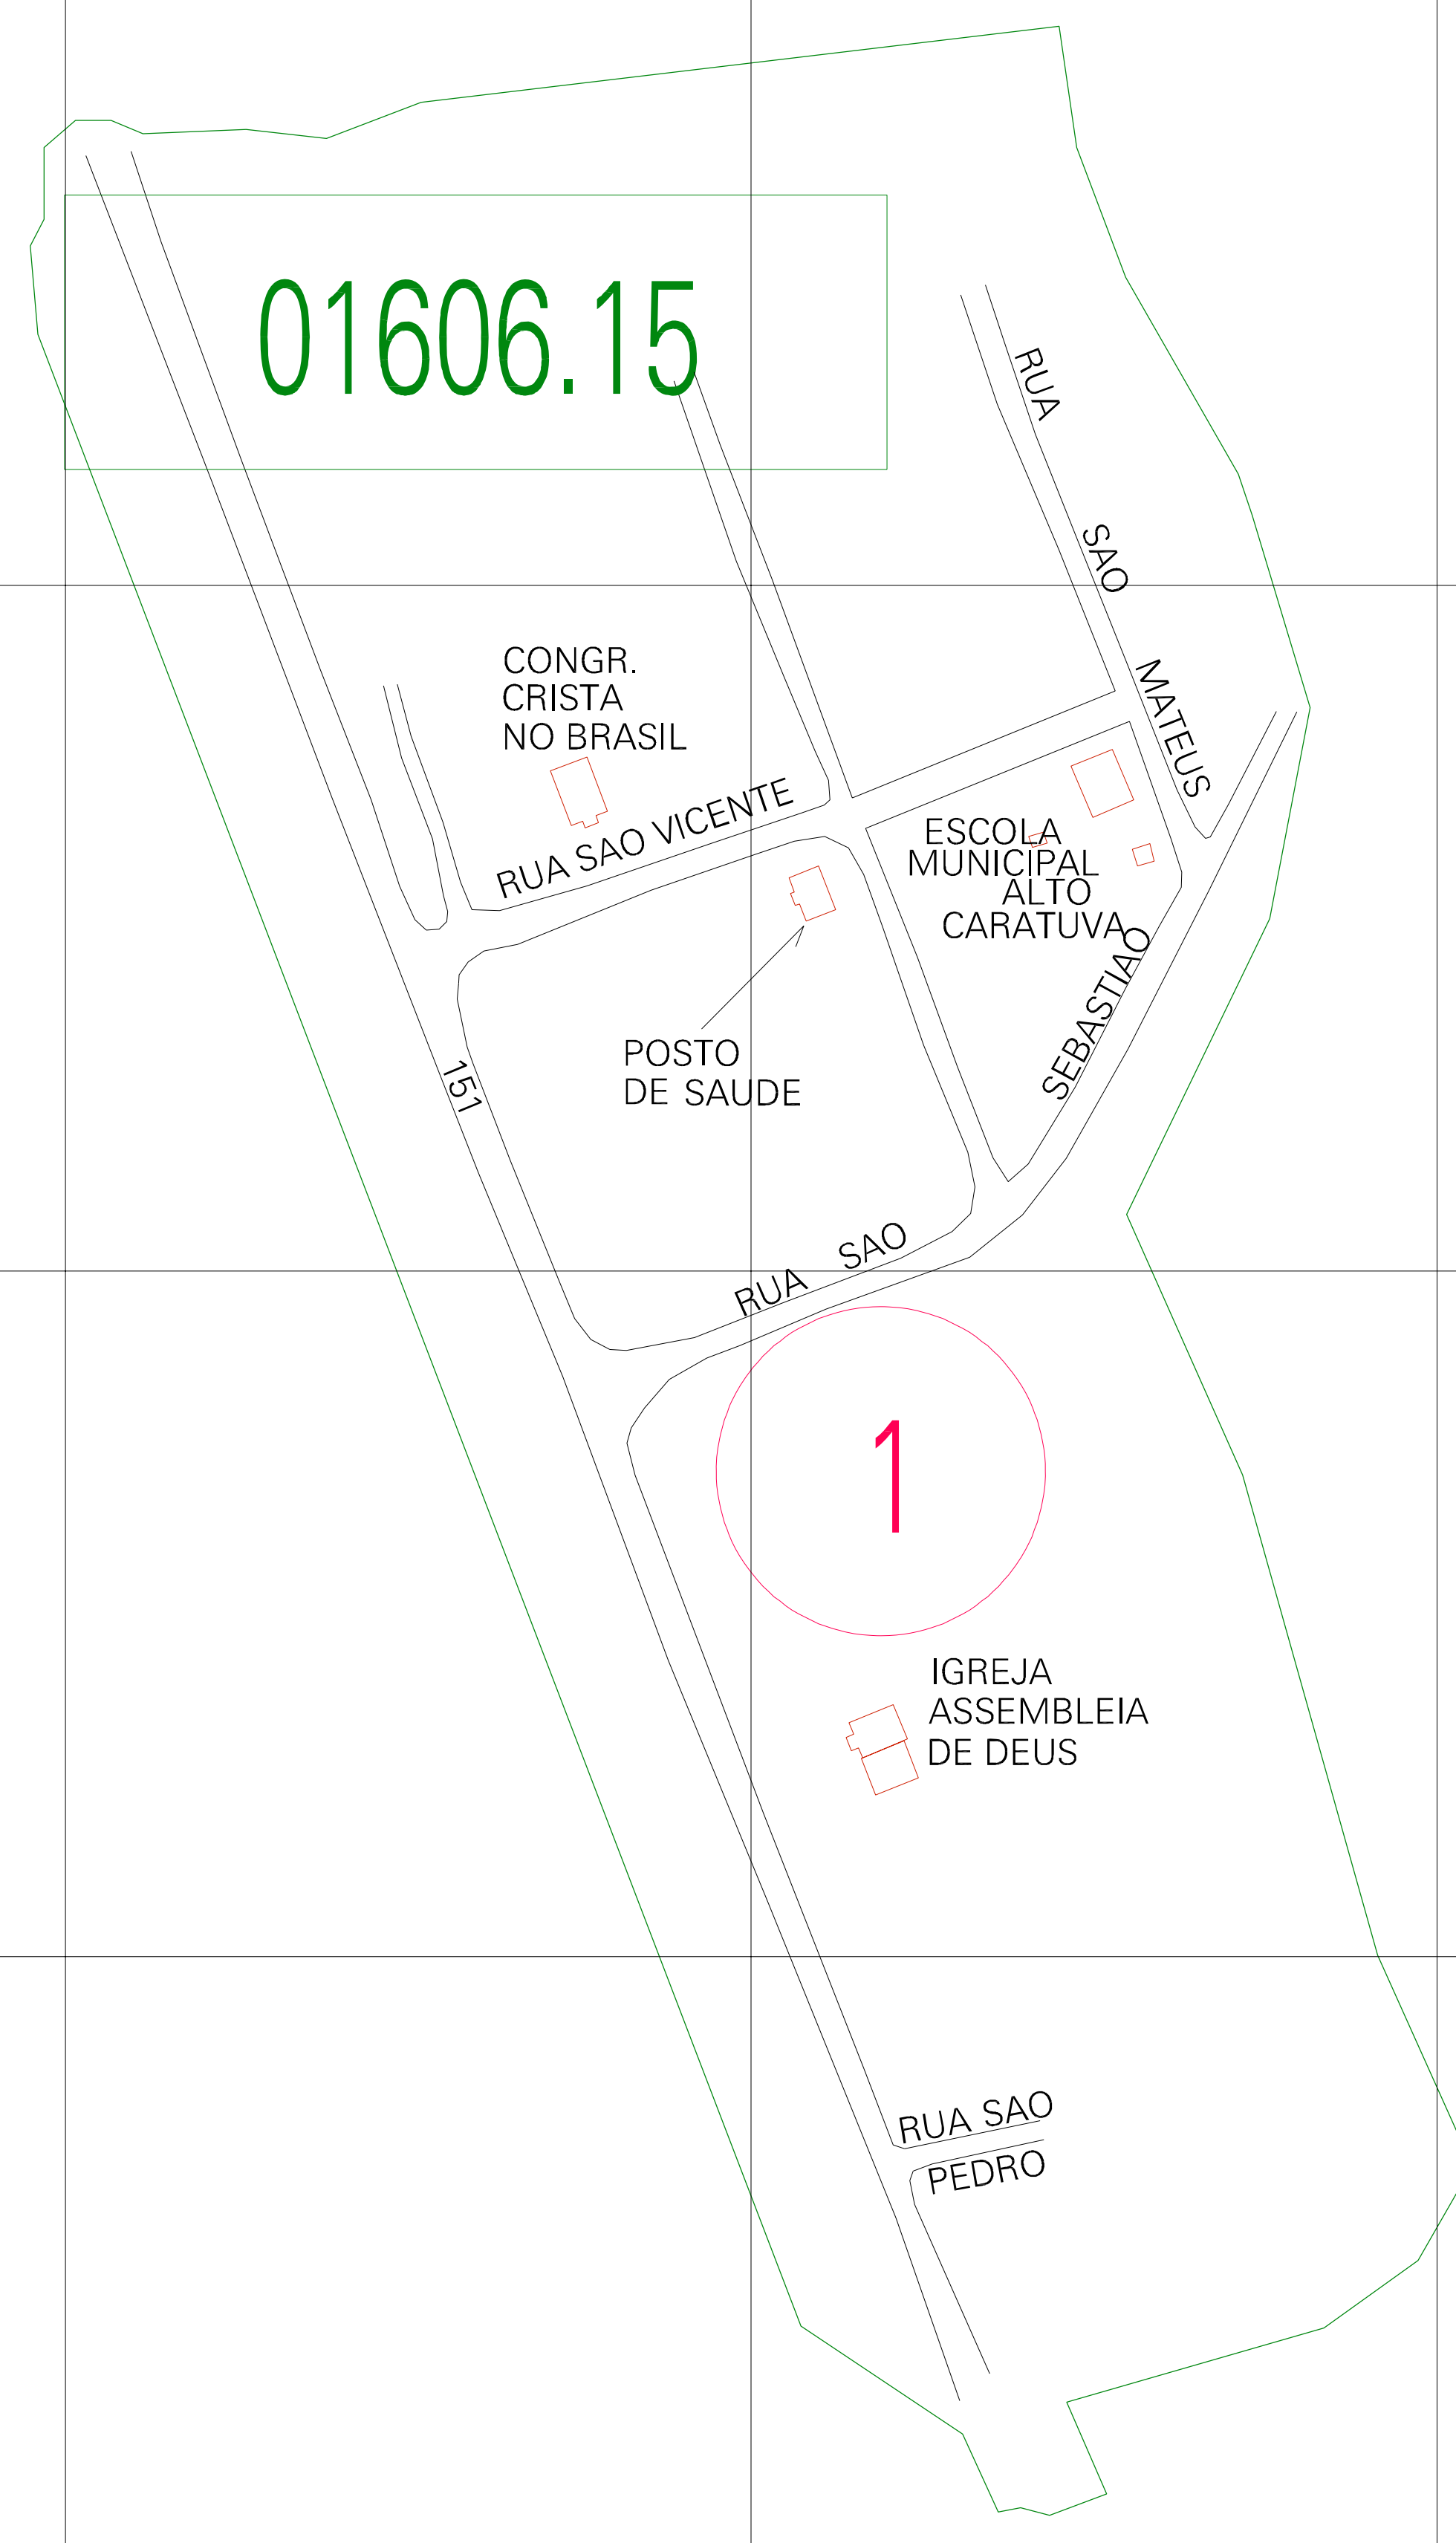 01606.15
RUA SAO MATEUS
CONGR.
CRISTA
NO BRASIL
RUA SAO VICENTE
ESCOLA
MUNICIPAL
ALTO
CARATUVA
POSTO
DE SAUDE
151
RUA SAO SEBASTIAO
1
IGREJA
ASSEMBLEIA
DE DEUS
RUA SAO
PEDRO